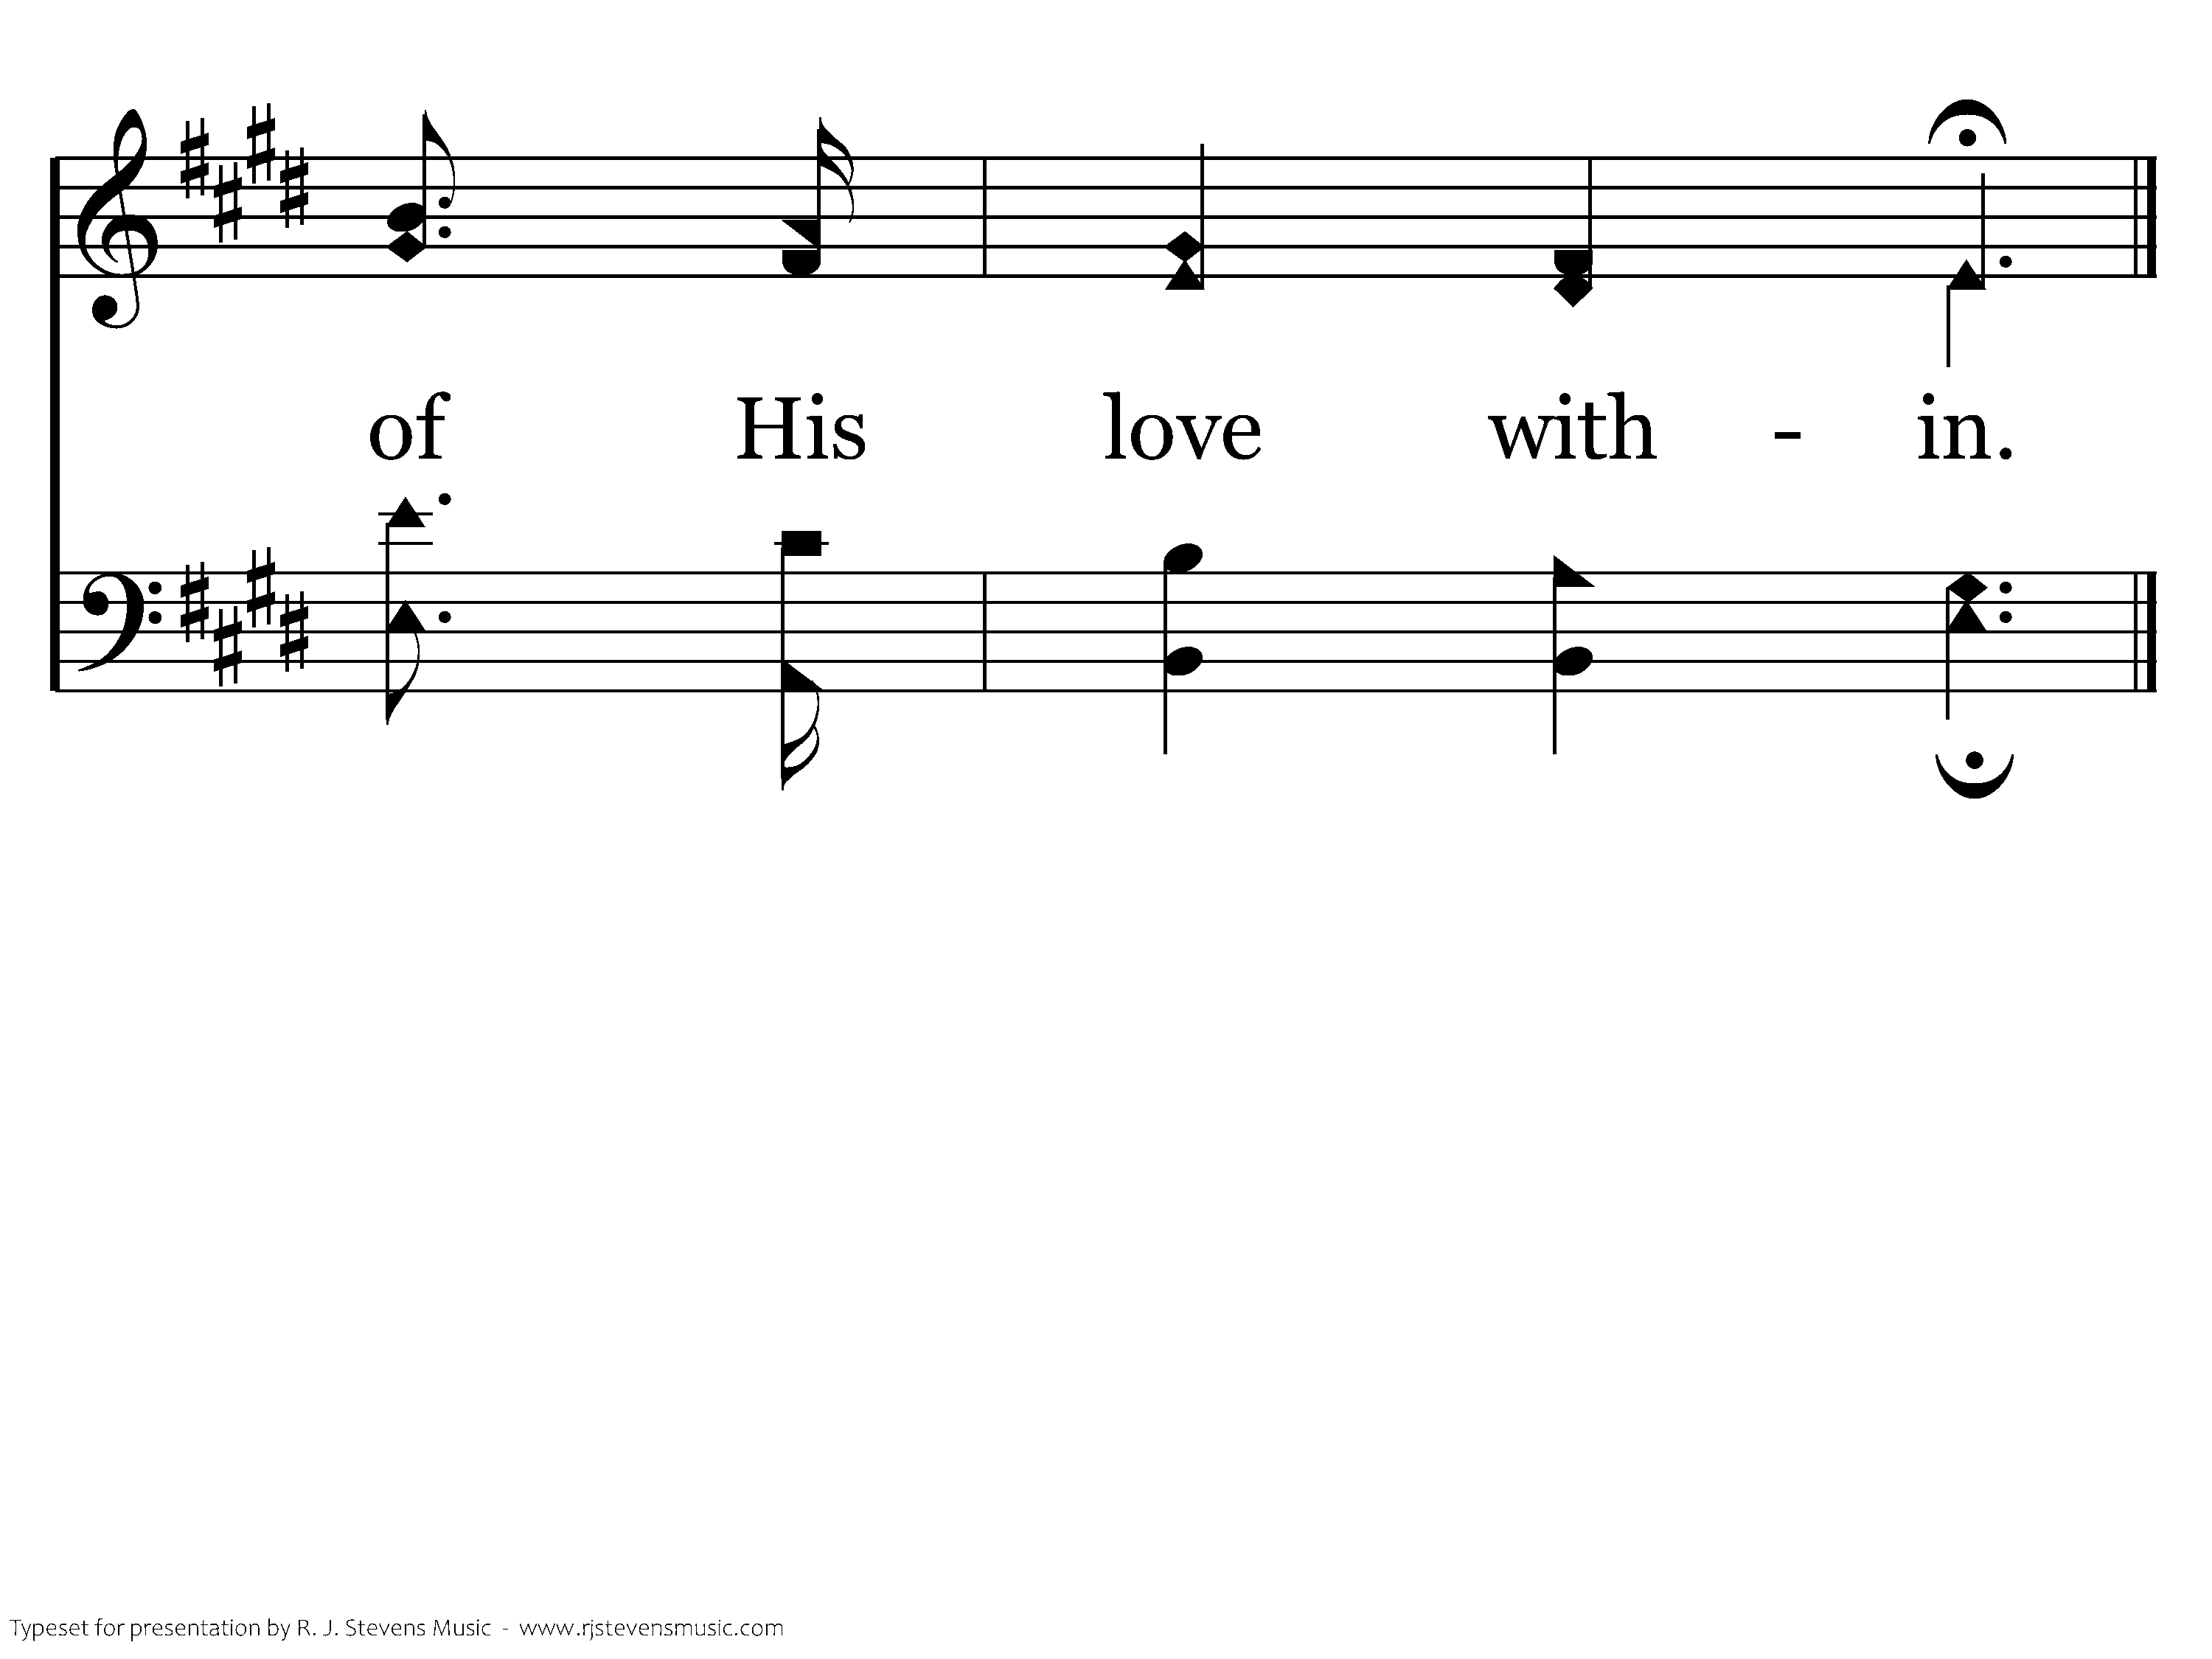 of His love with - in.
Typeset for presentation by R. J. Stevens Music - www.rjstevensmusic.com